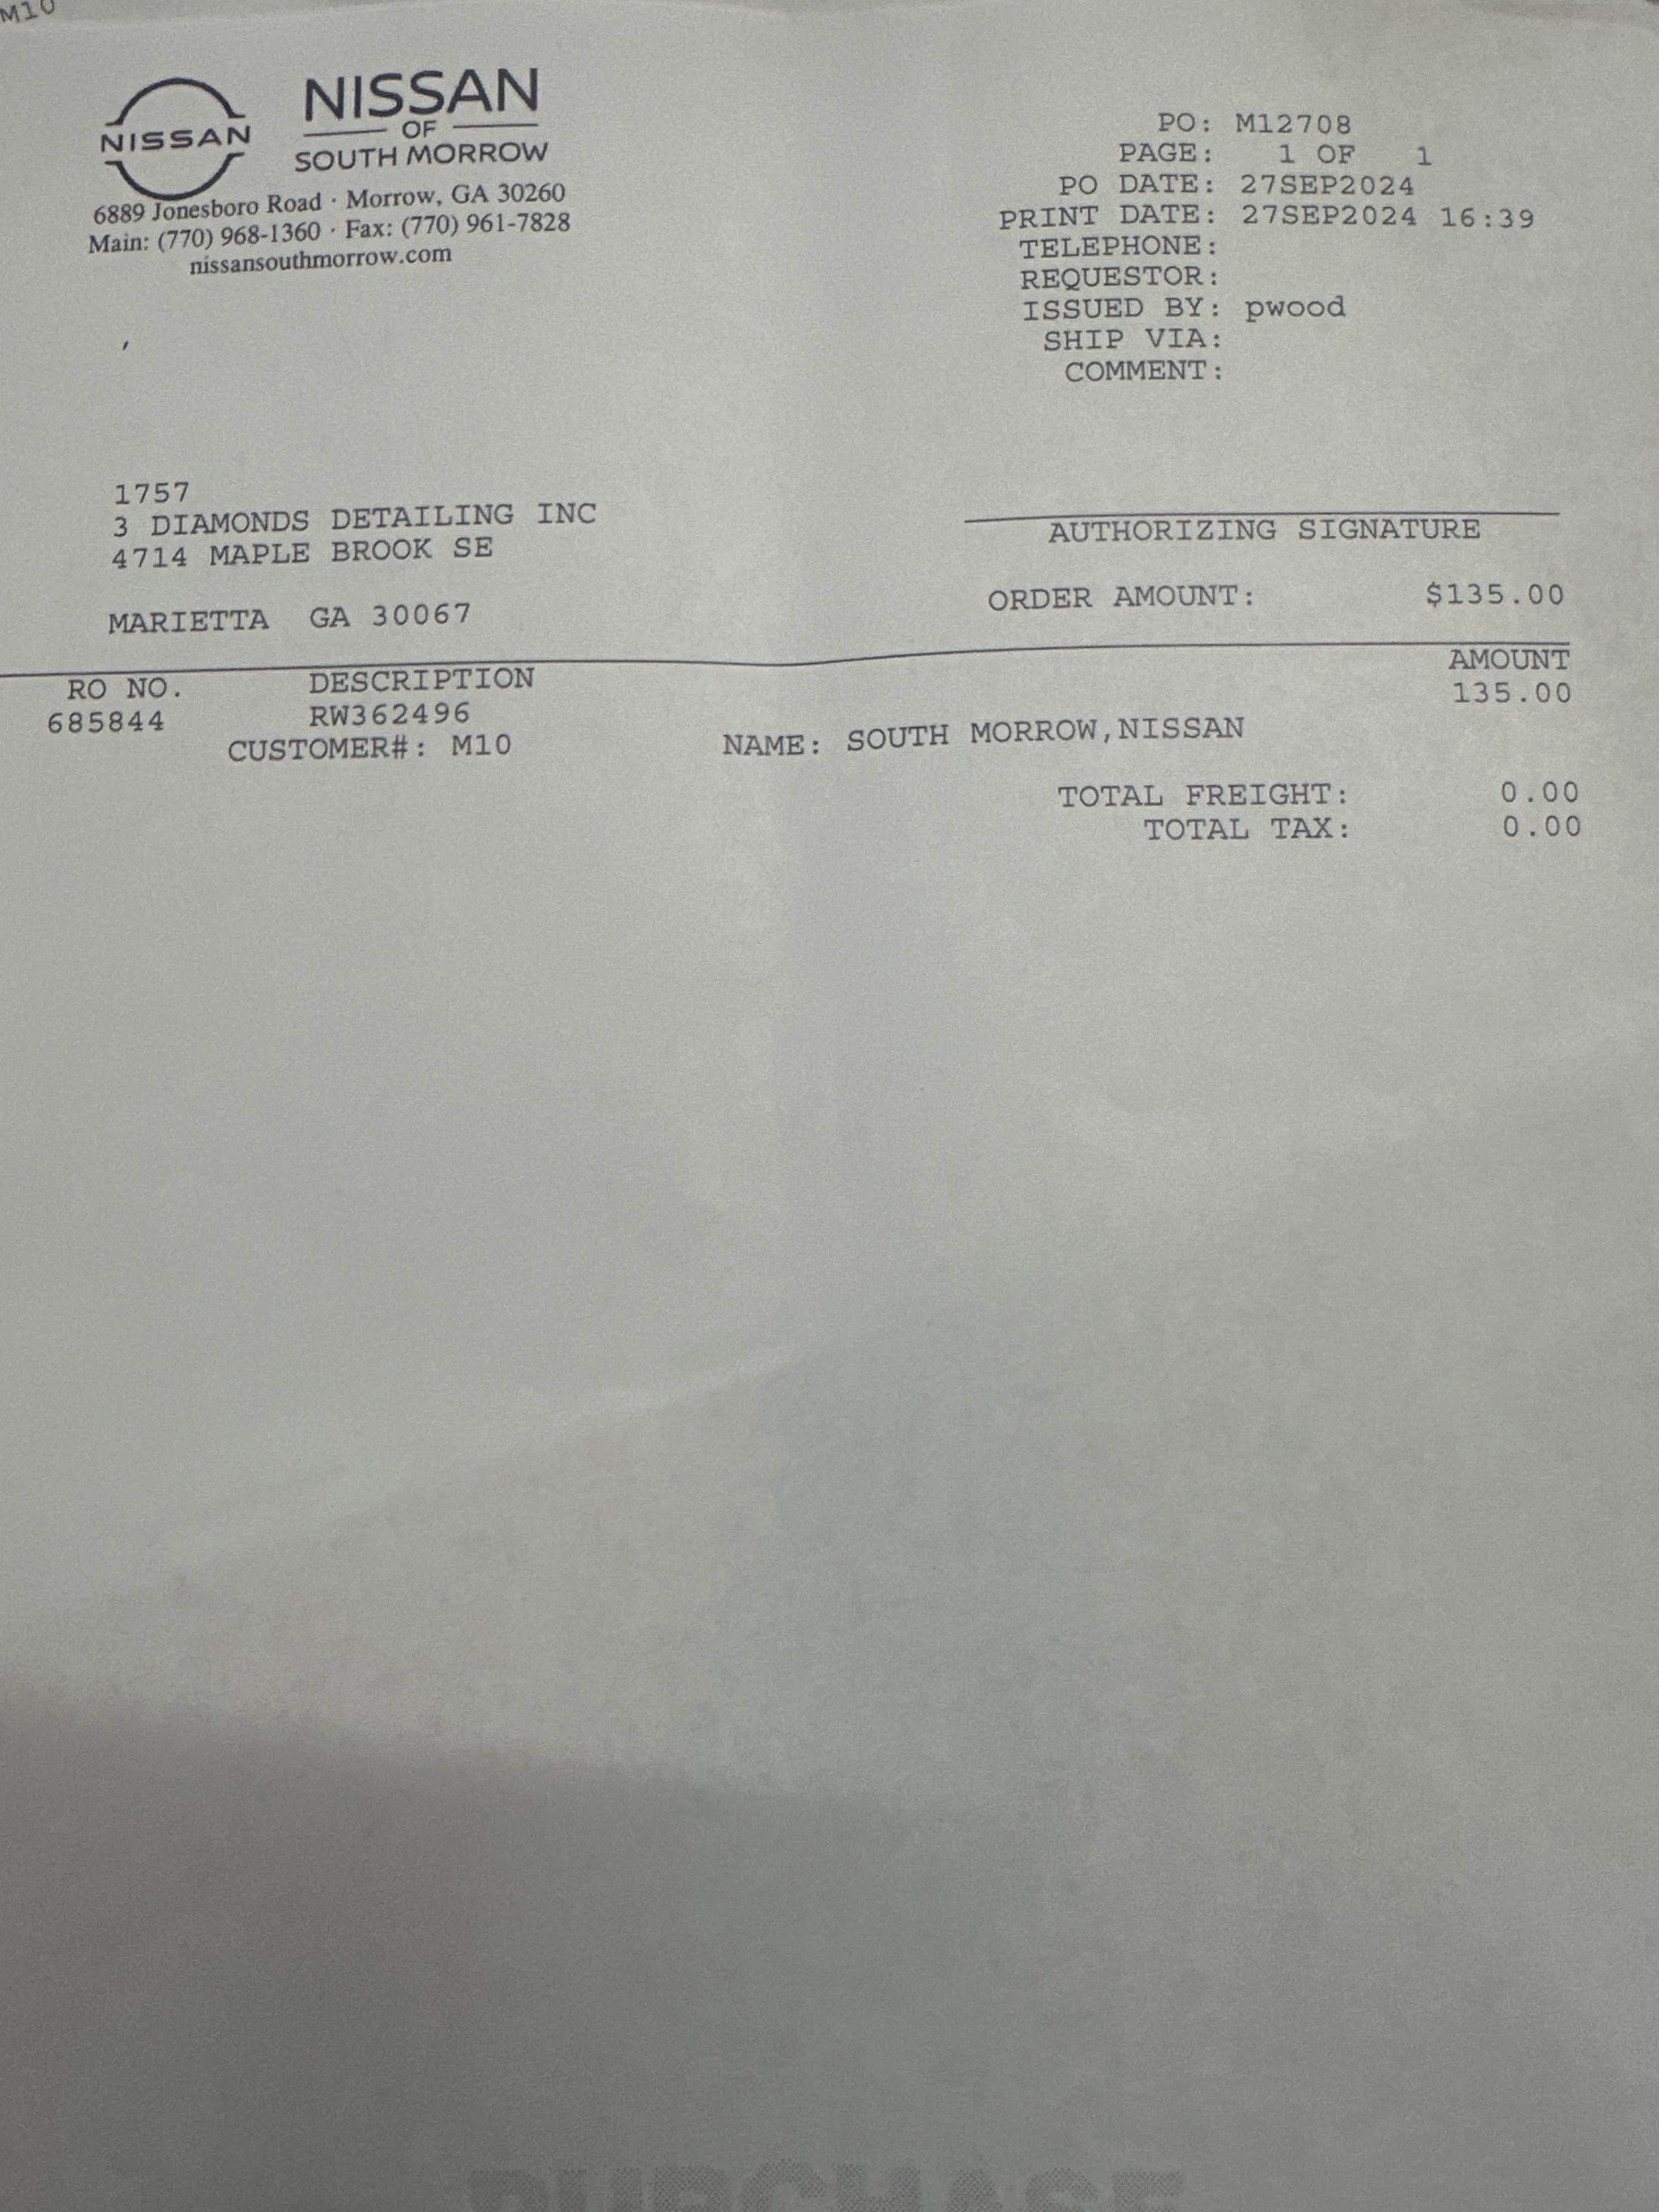 M10
NISSAN
NISSAN
OF
SOUTH MORROW
6889 Jonesboro Road · Morrow, GA 30260
Main: (770) 968-1360 · Fax: (770) 961-7828
nissansouthmorrow.com
PO: M12708
PAGE: 1 OF 1
PO DATE: 27SEP2024
PRINT DATE: 27SEP2024 16:39
TELEPHONE:
REQUESTOR:
ISSUED BY: pwood
SHIP VIA:
COMMENT:
1757
3 DIAMONDS DETAILING INC
4714 MAPLE BROOK SE
MARIETTA GA 30067
AUTHORIZING SIGNATURE
ORDER AMOUNT: $135.00
RO NO. DESCRIPTION AMOUNT
685844 RW362496 135.00
CUSTOMER#: M10 NAME: SOUTH MORROW,NISSAN
TOTAL FREIGHT: 0.00
TOTAL TAX: 0.00
PURCHASE